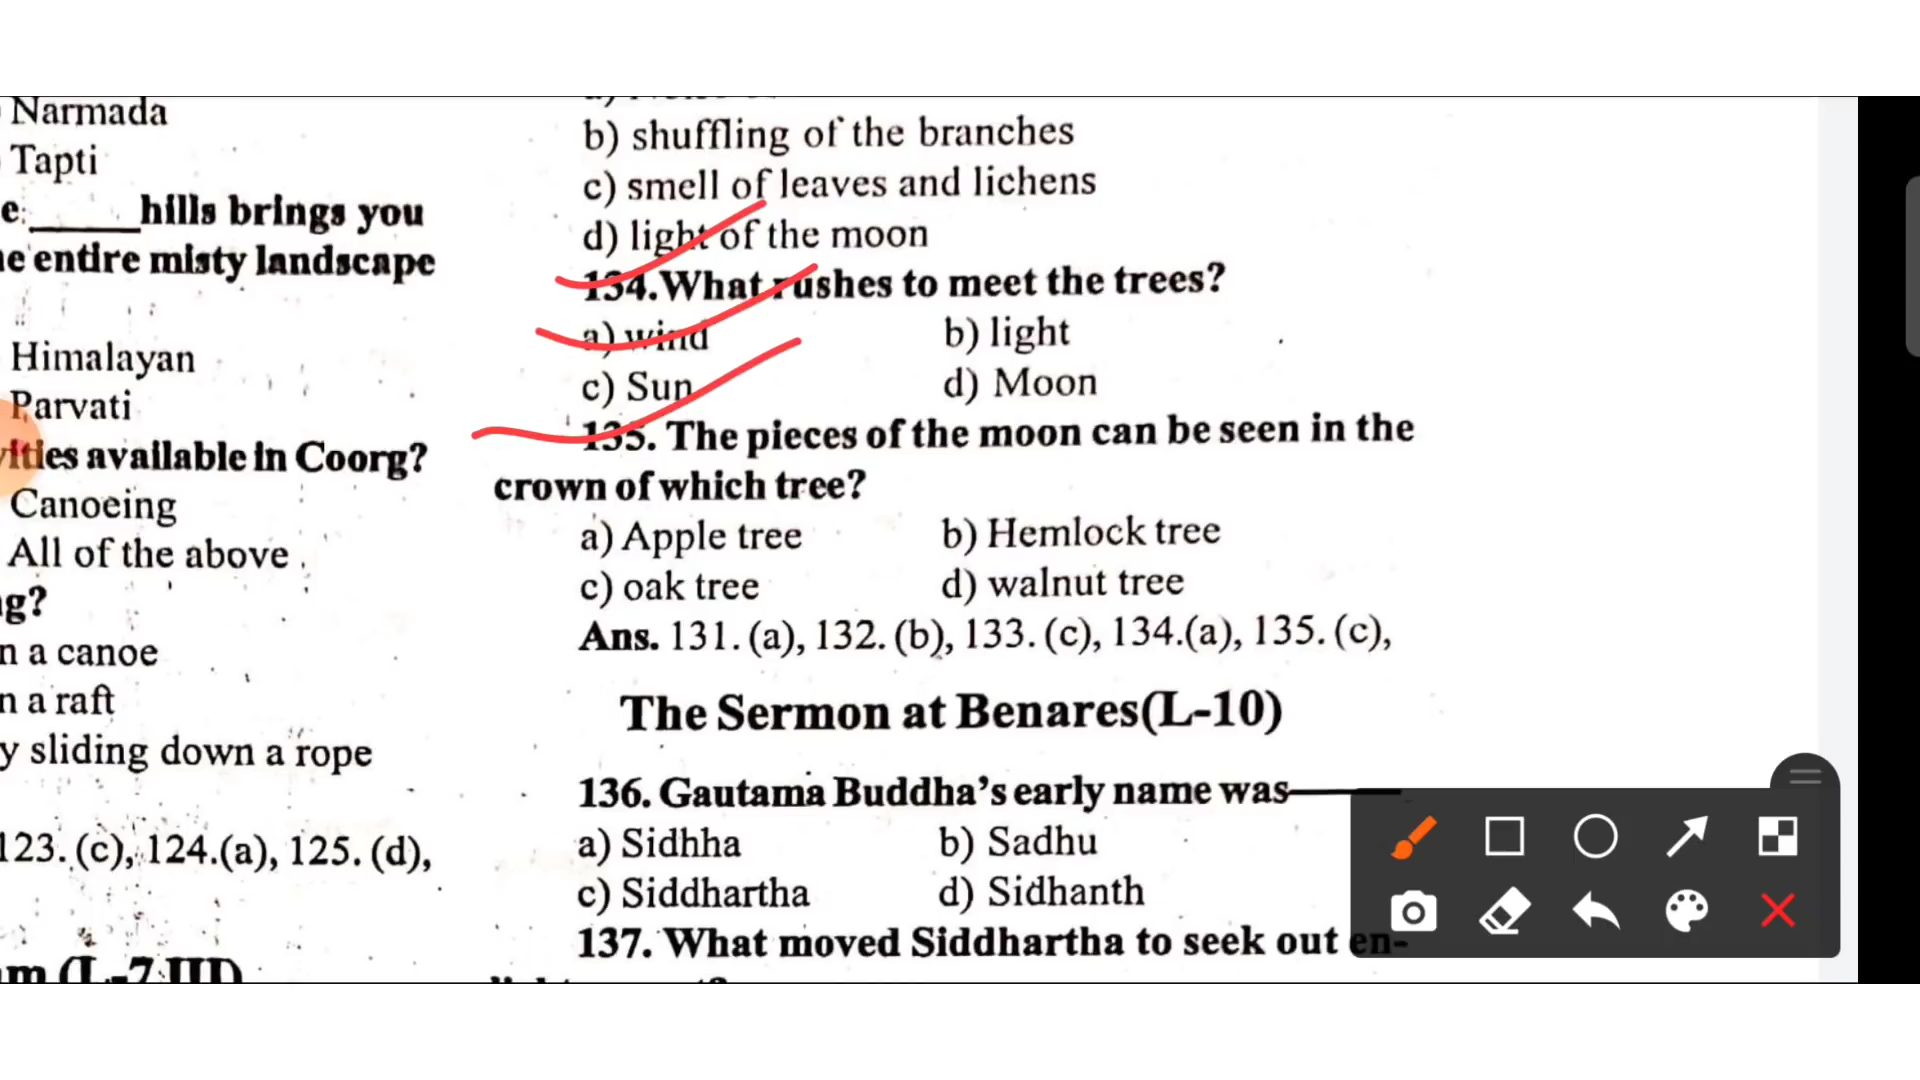 Narmada
Tapti
hills brings you
entire misty landscape
Himalayan
Parvati
available in Coorg?
Canoeing
All of the above
n a canoe
n a raft
y sliding down a rope
123. (c), 124.(a), 125. (d),
b) shuffling of the branches
c) smell of leaves and lichens
d) light of the moon
134.What rushes to meet the trees?
a) wind b) light
c) Sun d) Moon
135. The pieces of the moon can be seen in the
crown of which tree?
a) Apple tree b) Hemlock tree
c) oak tree d) walnut tree
Ans. 131. (a), 132. (b), 133. (c), 134.(a), 135. (c),
The Sermon at Benares(L-10)
136. Gautama Buddha's early name was
a) Sidhha b) Sadhu
c) Siddhartha d) Sidhanth
137. What moved Siddhartha to seek out en-